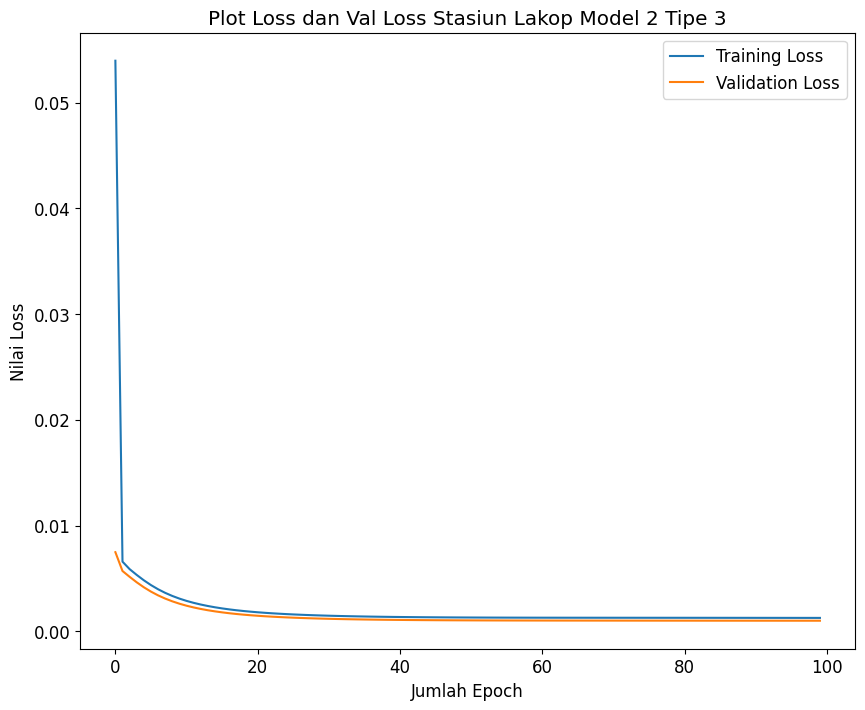 Plot Loss dan Val Loss Stasiun Lakop Model 2 Tipe 3
Training Loss
Validation Loss
Nilai Loss
0.05
0.04
0.03
0.02
0.01
0.00
0 20 40 60 80 100
Jumlah Epoch